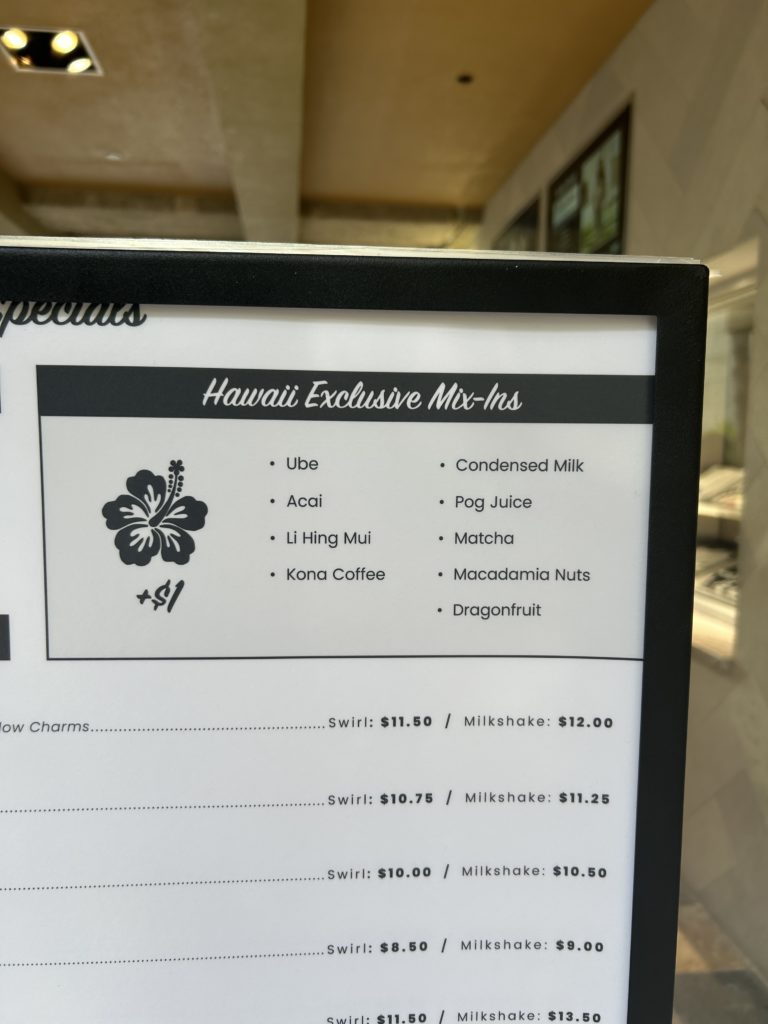 Specials
Hawaii Exclusive Mix-Ins
• Ube
• Acai
• Li Hing Mui
• Kona Coffee
• Condensed Milk
• Pog Juice
• Matcha
• Macadamia Nuts
• Dragonfruit
+$1
Charms....................Swirl: $11.50 / Milkshake: $12.00
....................Swirl: $10.75 / Milkshake: $11.25
....................Swirl: $10.00 / Milkshake: $10.50
....................Swirl: $8.50 / Milkshake: $9.00
Swirl: $11.50 / Milkshake: $13.50